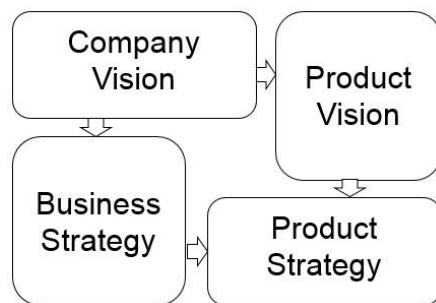 Company
Vision
Product
Vision
Business
Strategy
Product
Strategy